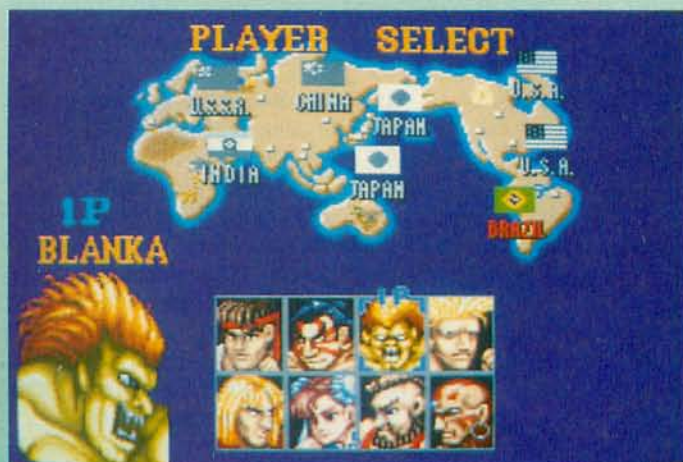 PLAYER SELECT
U.S.A.
U.S.S.R.
CHINA
JAPAN
INDIA
JAPAN
U.S.A.
BRAZIL
1P
BLANKA
1P